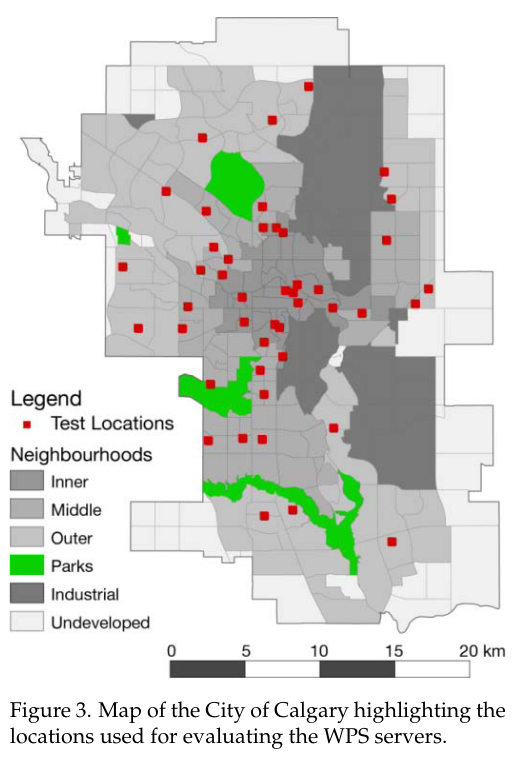 Legend
Test Locations
Neighbourhoods
Inner
Middle
Outer
Parks
Industrial
Undeveloped
0 5 10 15 20 km
Figure 3. Map of the City of Calgary highlighting the
locations used for evaluating the WPS servers.